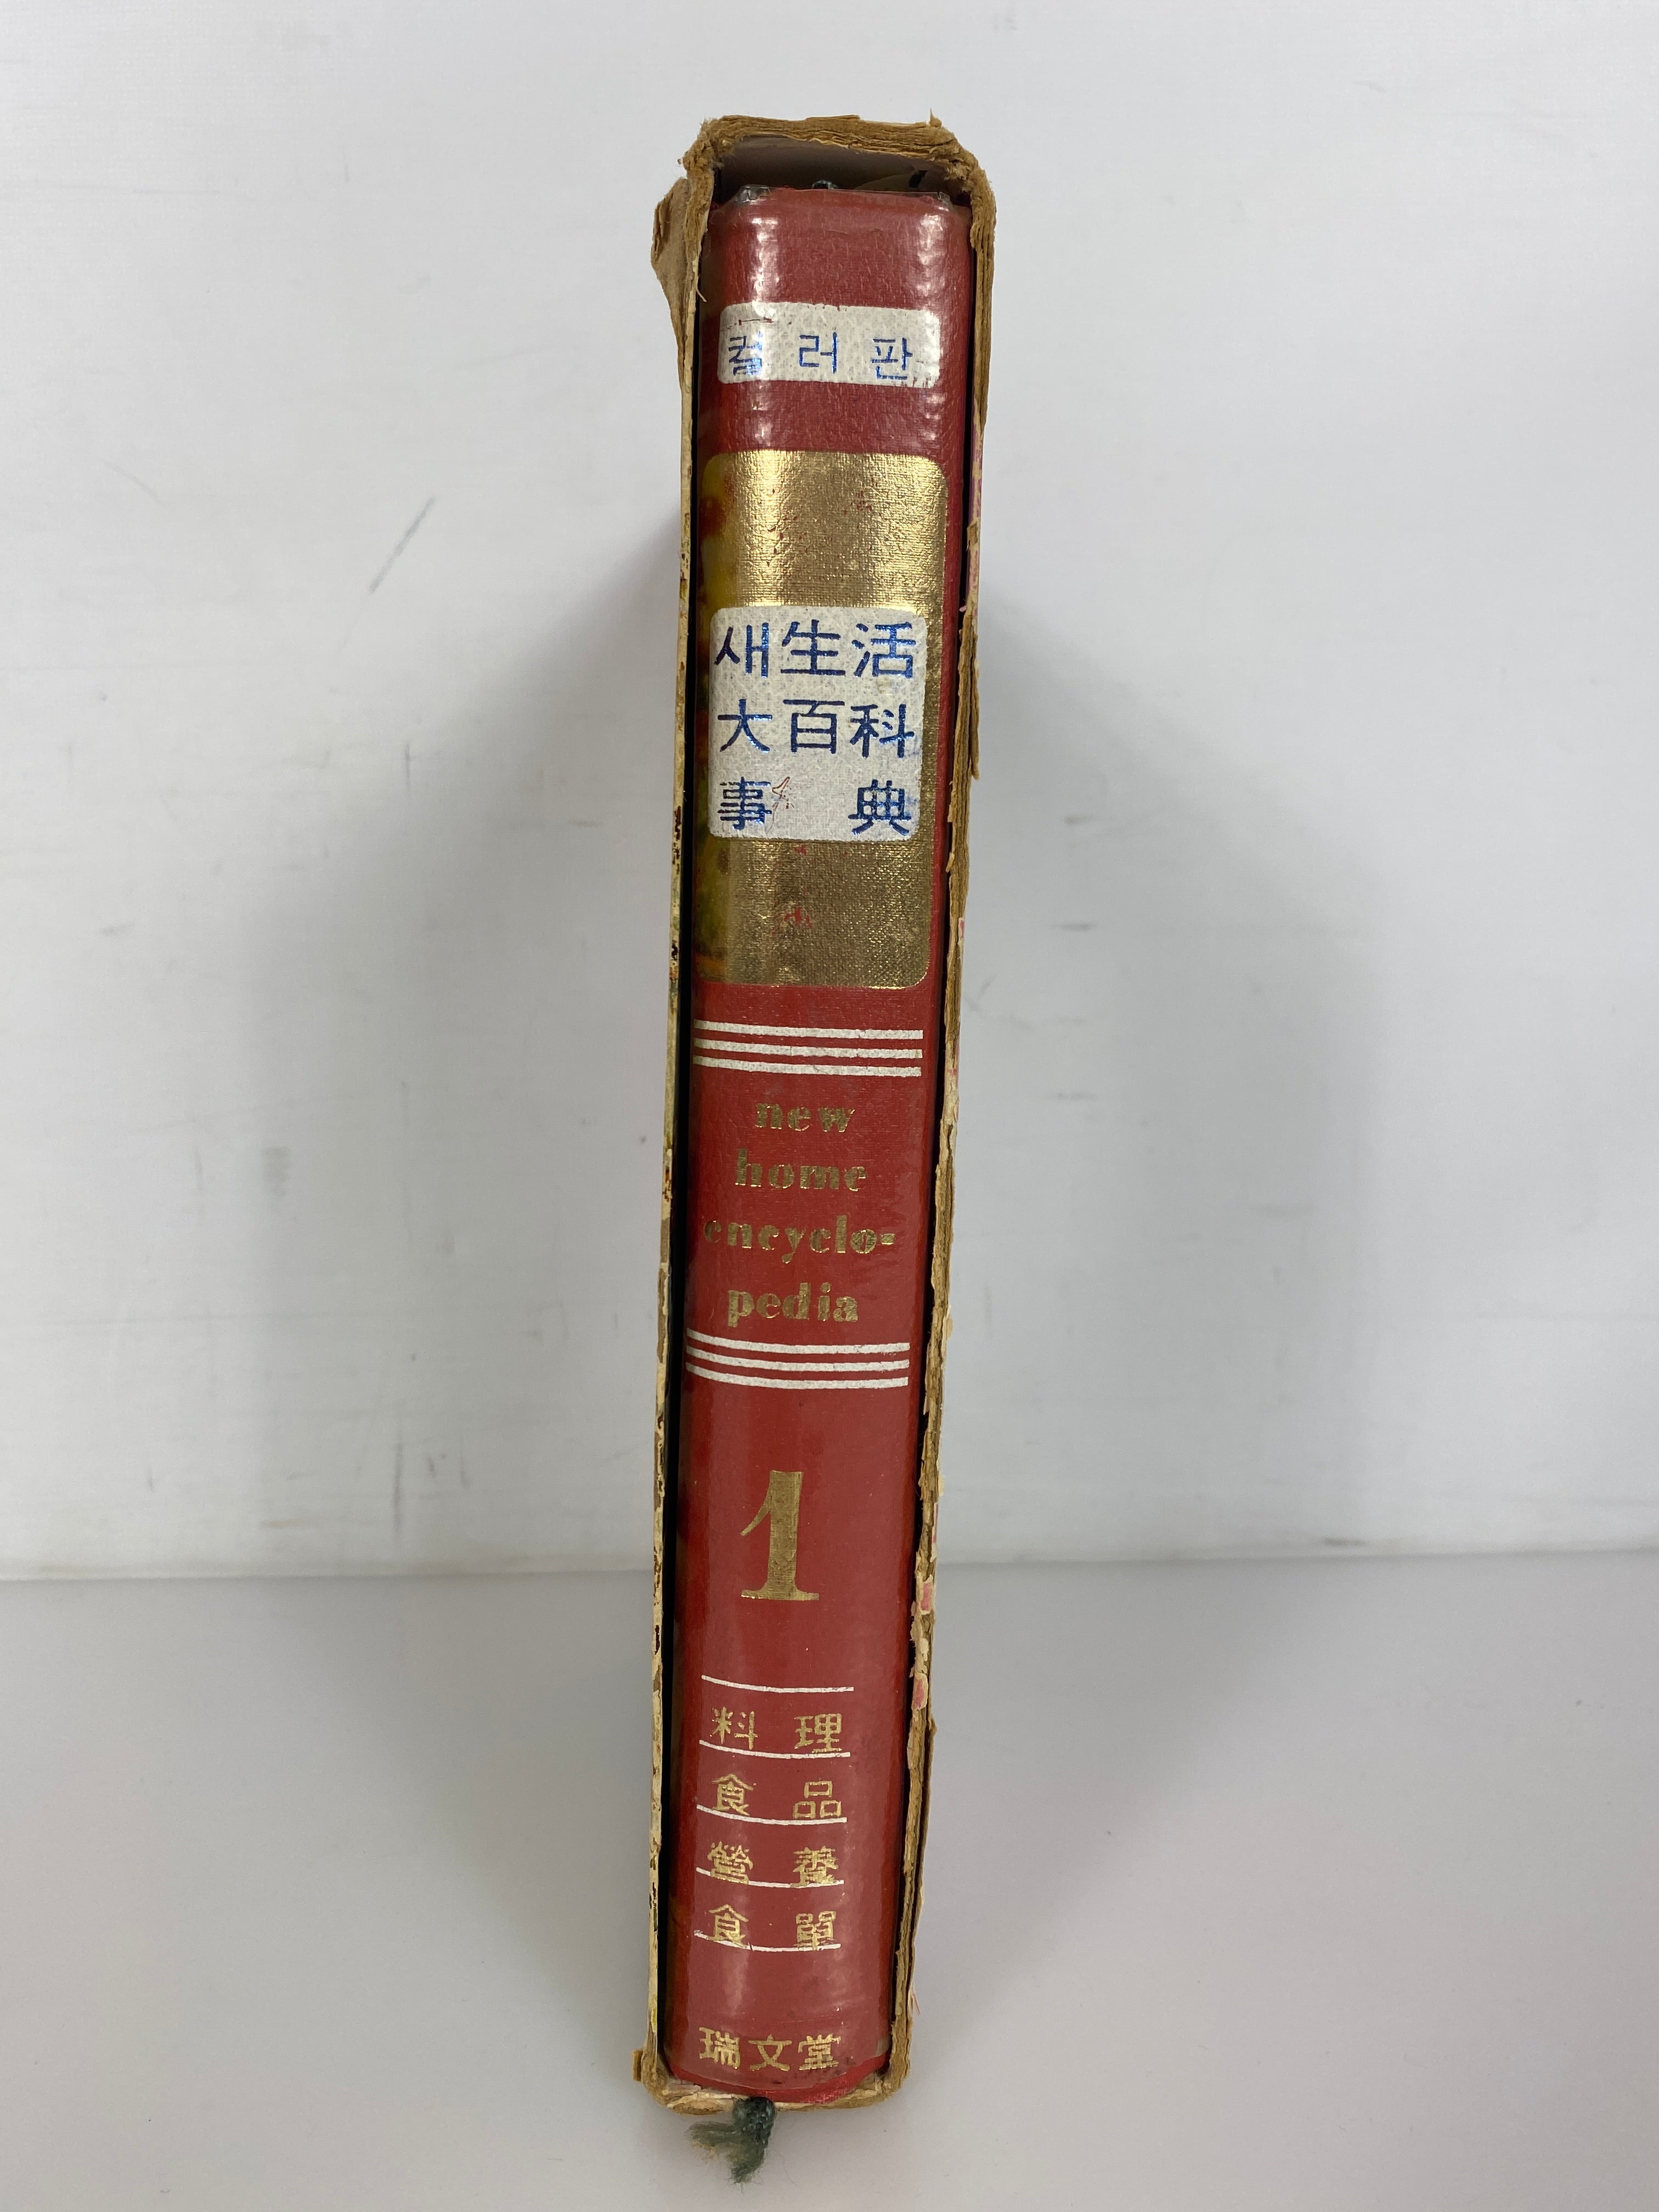 컬러판
새生活
大百科
事典
new
home
encyclo-
pedia
1
料理
食品
營養
食單
瑞文堂